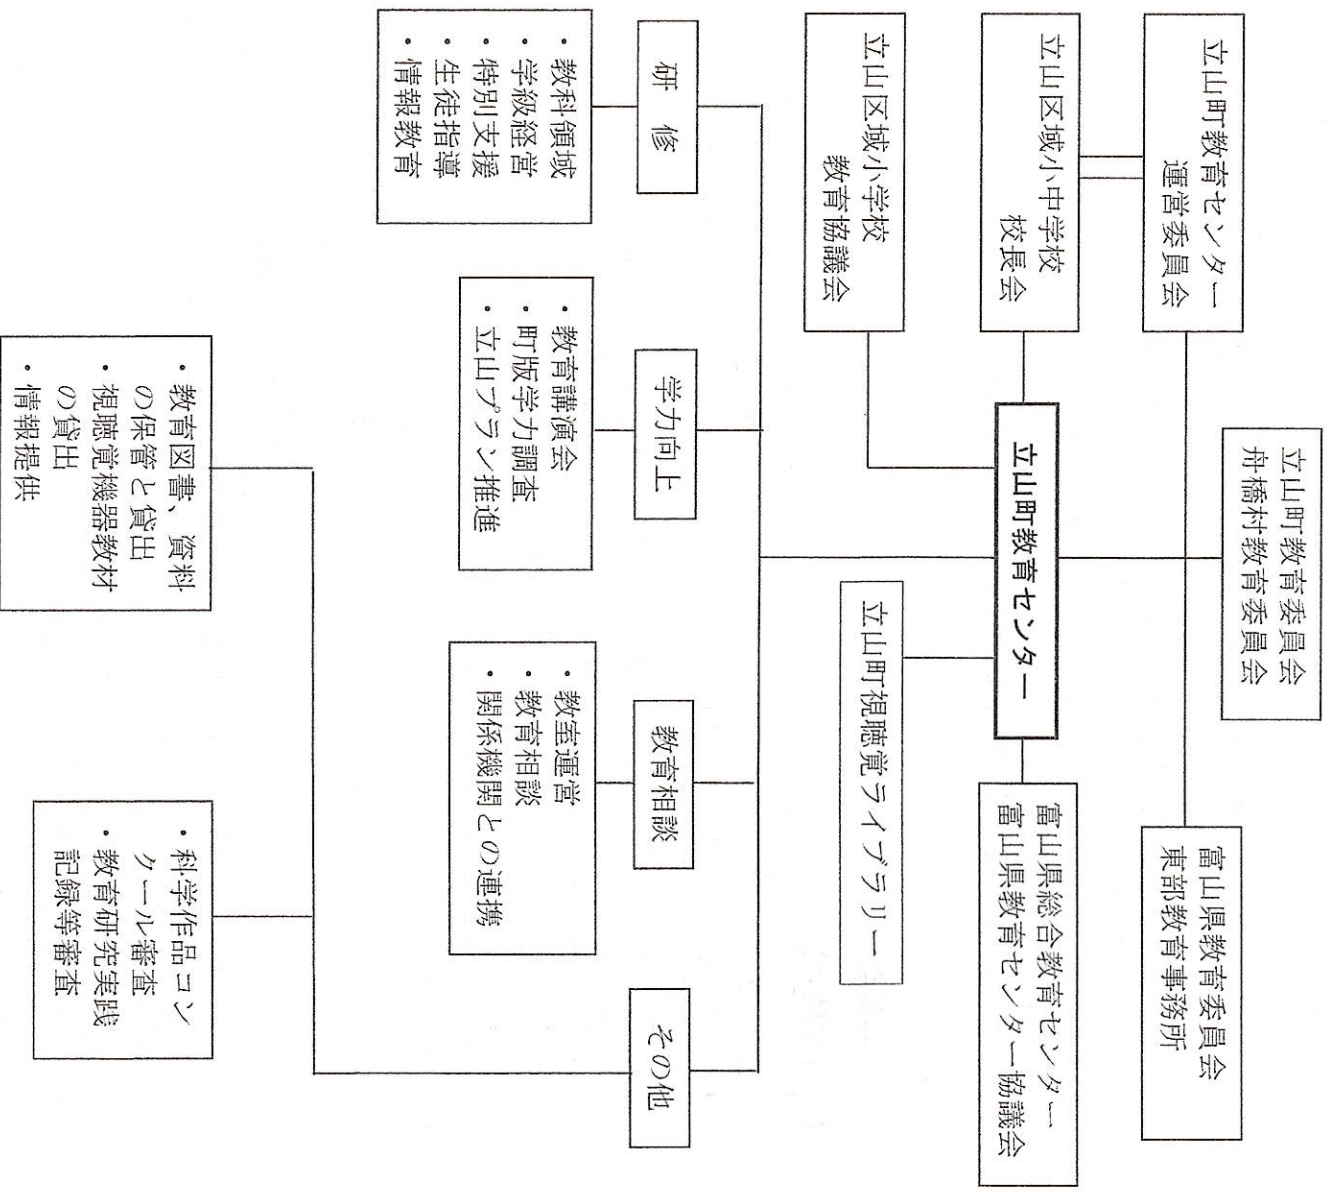 立山町教育委員会
舟橋村教育委員会
立山町教育センター
運営委員会
富山県教育委員会
東部教育事務所
立山区域小中学校
校長会
立山町教育センター
富山県総合教育センター
富山県教育センター協議会
立山区域小学校
教育協議会
立山町視聴覚ライブラリー
研 修
学力向上
教育相談
その他
・教科領域
・学級経営
・特別支援
・生徒指導
・情報教育
・教育講演会
・町版学力調査
・立山プラン推進
・教室運営
・教育相談
・関係機関との連携
・教育図書、資料
の保管と貸出
・視聴覚機器教材
の貸出
・情報提供
・科学作品コン
クール審査
・教育研究実践
記録等審査